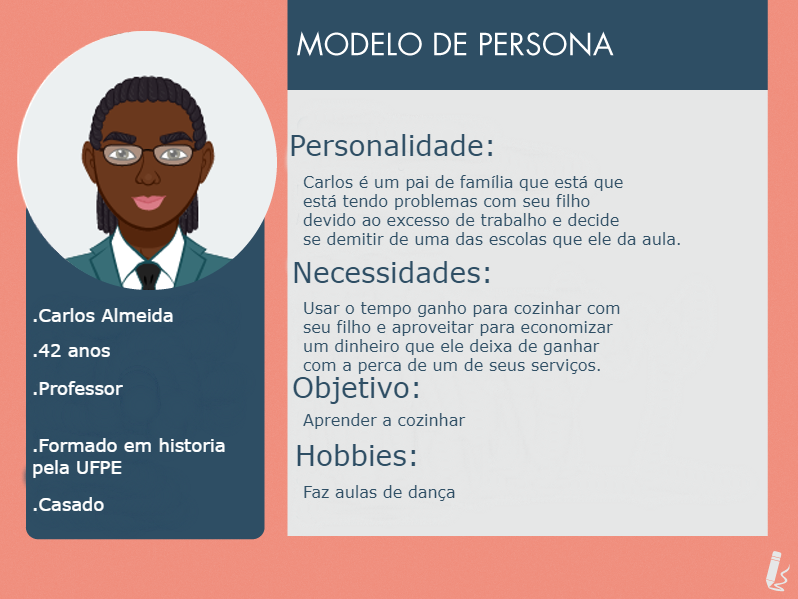 MODELO DE PERSONA
.Carlos Almeida
.42 anos
.Professor
.Formado em historia
pela UFPE
.Casado
Personalidade:
Carlos é um pai de família que está que
está tendo problemas com seu filho
devido ao excesso de trabalho e decide
se demitir de uma das escolas que ele da aula.
Necessidades:
Usar o tempo ganho para cozinhar com
seu filho e aproveitar para economizar
um dinheiro que ele deixa de ganhar
com a perca de um de seus serviços.
Objetivo:
Aprender a cozinhar
Hobbies:
Faz aulas de dança